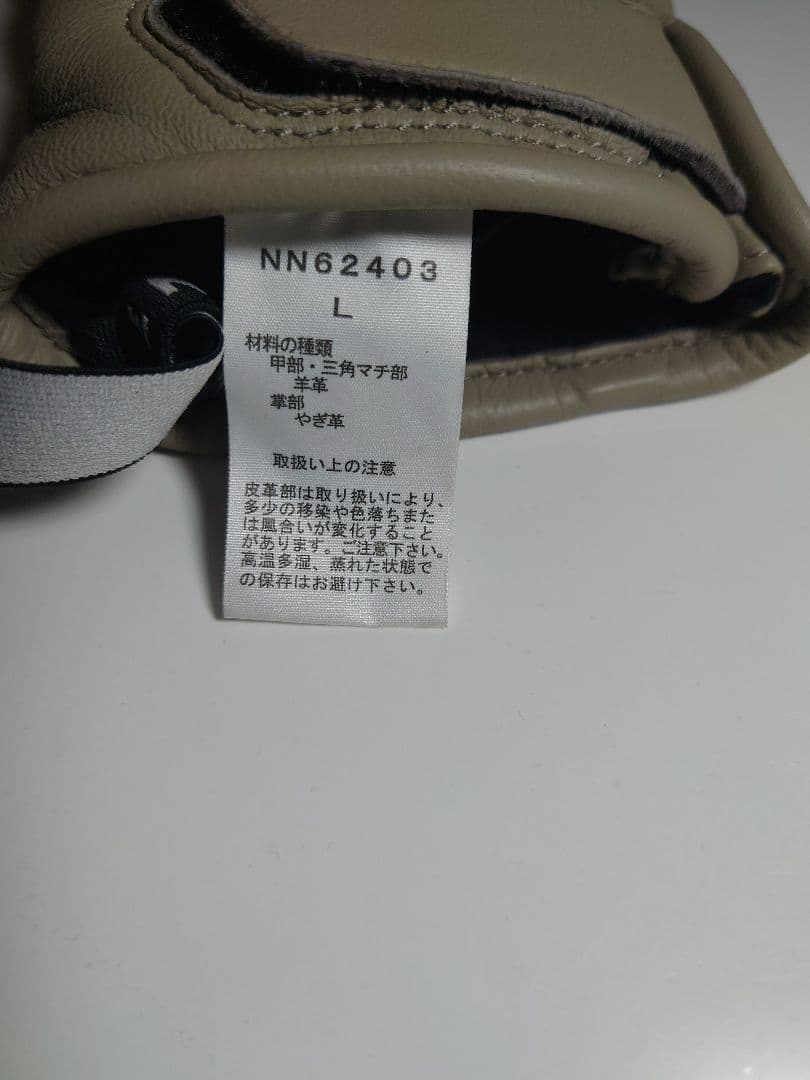 NN62403
L
材料の種類
甲部・三角マチ部
羊革
掌部
やぎ革
取扱い上の注意
皮革部は取り扱いにより、
多少の移染や色落ちまた
は風合いが変化すること
があります。ご注意下さい。
高温多湿、蒸れた状態で
の保存はお避け下さい。